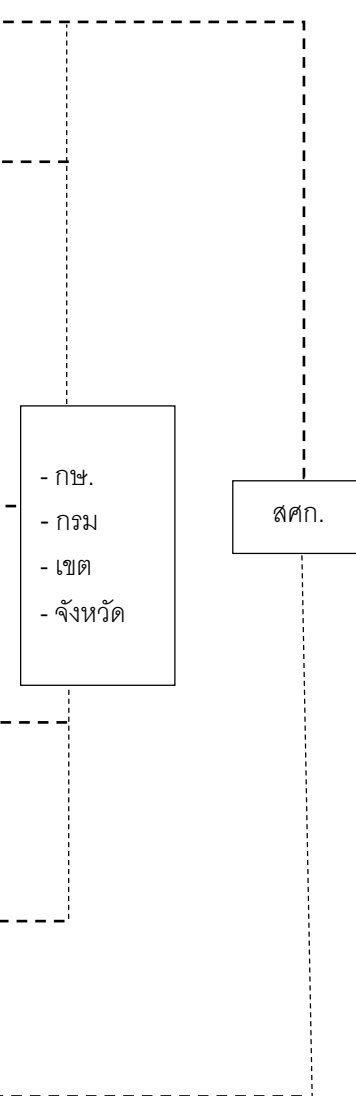 - กษ.
- กรม
- เขต
- จังหวัด
สศก.